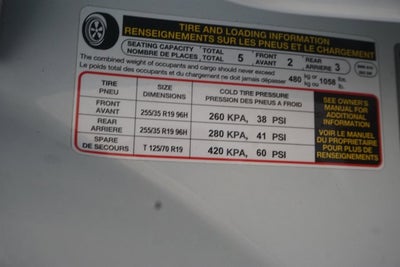 TIRE AND LOADING INFORMATION
RENSEIGNEMENTS SUR LES PNEUS ET LE CHARGEMENT
SEATING CAPACITY TOTAL 5 FRONT 2 REAR 3
NOMBRE DE PLACES TOTAL AVANT ARRIERE
The combined weight of occupants and cargo should never exceed 480 kg or 1058 lbs.
Le poids total des occupants et du chargement ne doit jamais dépasser kg ou lb.
TIRE SIZE COLD TIRE PRESSURE
PNEU DIMENSIONS PRESSION DES PNEUS A FROID
FRONT
AVANT 255/35 R19 96H 260 KPA, 38 PSI
REAR
ARRIERE 255/35 R19 96H 280 KPA, 41 PSI
SPARE
DE SECOURS T 125/70 R19 420 KPA, 60 PSI
SEE OWNER'S
MANUAL FOR
ADDITIONAL
INFORMATION
VOIR LE MANUEL
DU PROPRIETAIRE
POUR PLUS DE
RENSEIGNEMENTS